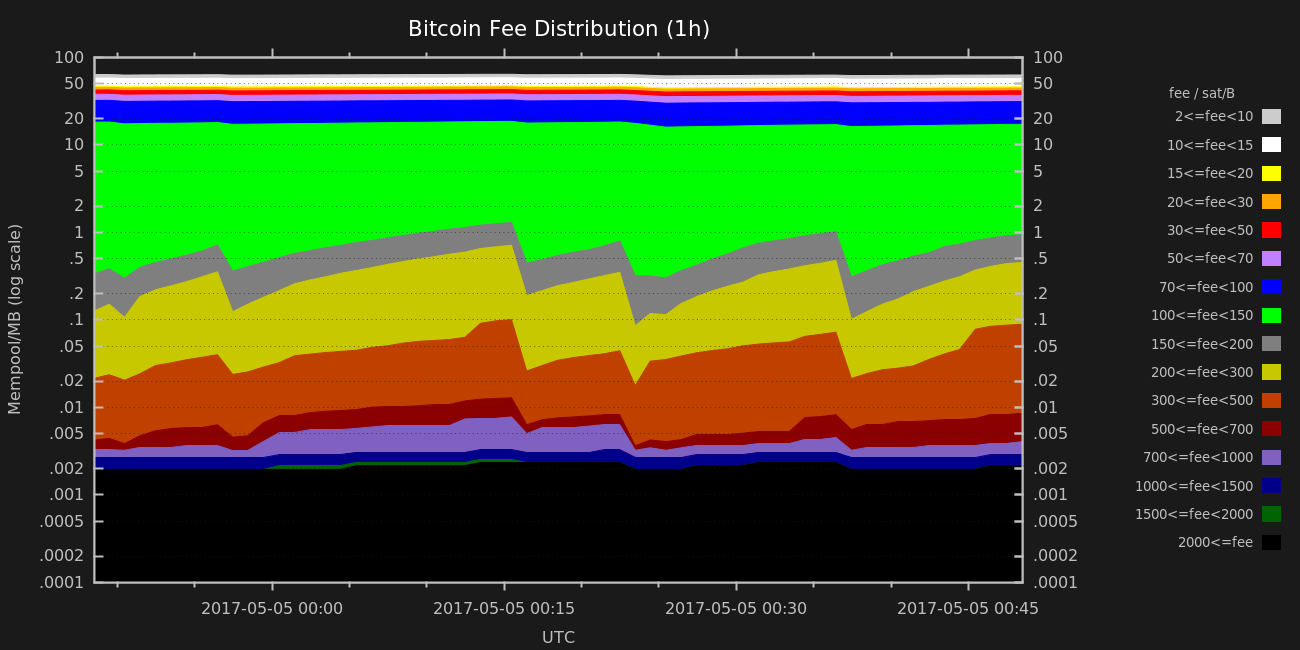 Bitcoin Fee Distribution (1h)
Mempool/MB (log scale)
100
50
20
10
5
2
1
.5
.2
.1
.05
.02
.01
.005
.002
.001
.0005
.0002
.0001
100
50
20
10
5
2
1
.5
.2
.1
.05
.02
.01
.005
.002
.001
.0005
.0002
.0001
2017-05-05 00:00 2017-05-05 00:15 2017-05-05 00:30 2017-05-05 00:45
UTC
fee / sat/B
2<=fee<10
10<=fee<15
15<=fee<20
20<=fee<30
30<=fee<50
50<=fee<70
70<=fee<100
100<=fee<150
150<=fee<200
200<=fee<300
300<=fee<500
500<=fee<700
700<=fee<1000
1000<=fee<1500
1500<=fee<2000
2000<=fee